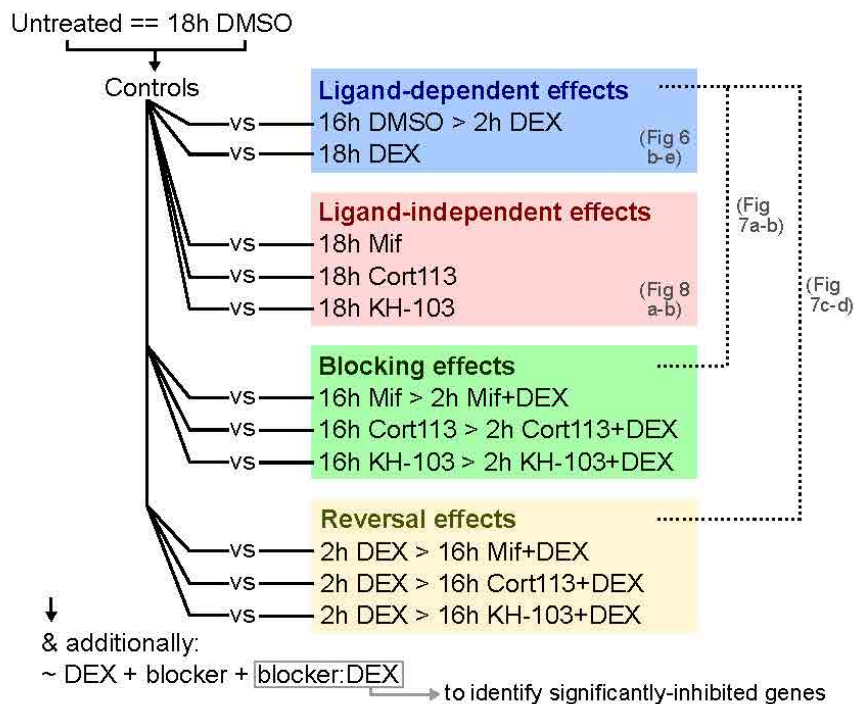 Untreated == 18h DMSO
Controls
Ligand-dependent effects
vs 16h DMSO > 2h DEX
vs 18h DEX
(Fig 6
b-e)
Ligand-independent effects
vs 18h Mif
vs 18h Cort113
vs 18h KH-103
(Fig 8
a-b)
(Fig
7a-b)
(Fig
7c-d)
Blocking effects
vs 16h Mif > 2h Mif+DEX
vs 16h Cort113 > 2h Cort113+DEX
vs 16h KH-103 > 2h KH-103+DEX
Reversal effects
vs 2h DEX > 16h Mif+DEX
vs 2h DEX > 16h Cort113+DEX
vs 2h DEX > 16h KH-103+DEX
& additionally:
~ DEX + blocker + blocker:DEX
to identify significantly-inhibited genes